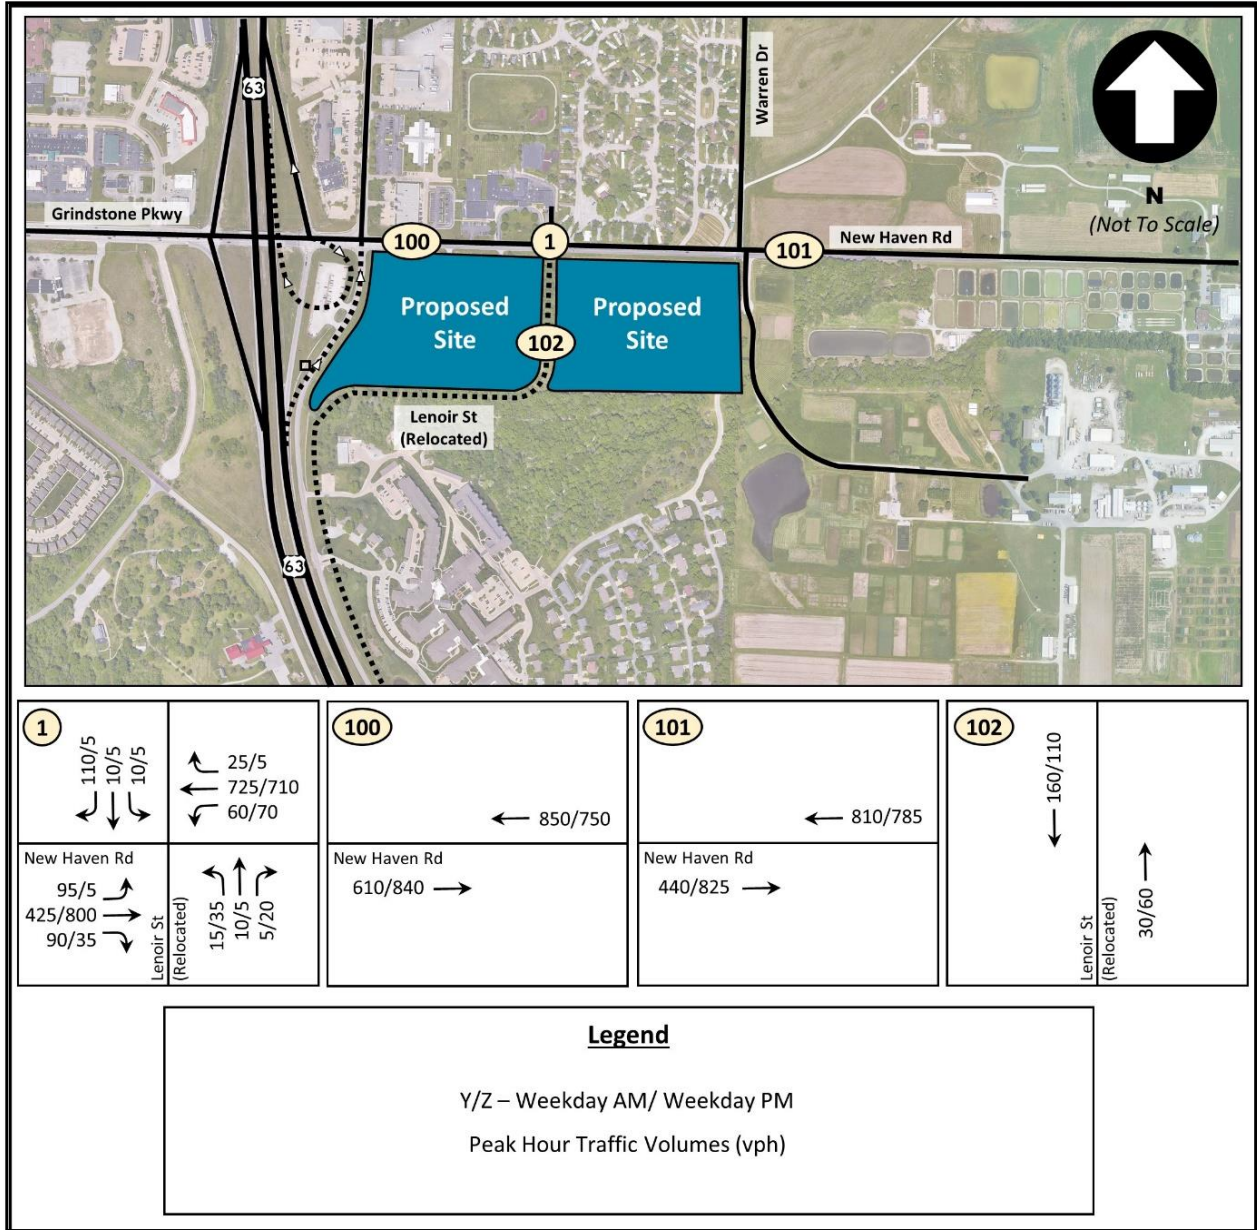 63
Warren Dr
Grindstone Pkwy
N
(Not To Scale)
100
1
101
New Haven Rd
Proposed
Site
Proposed
Site
102
Lenoir St
(Relocated)
63
1
110/5
10/5
10/5
25/5
725/710
60/70
New Haven Rd
95/5
425/800
90/35
Lenoir St
(Relocated)
15/35
10/5
5/20
100
850/750
New Haven Rd
610/840
101
810/785
New Haven Rd
440/825
102
160/110
Lenoir St
(Relocated)
30/60
Legend
Y/Z – Weekday AM/ Weekday PM
Peak Hour Traffic Volumes (vph)